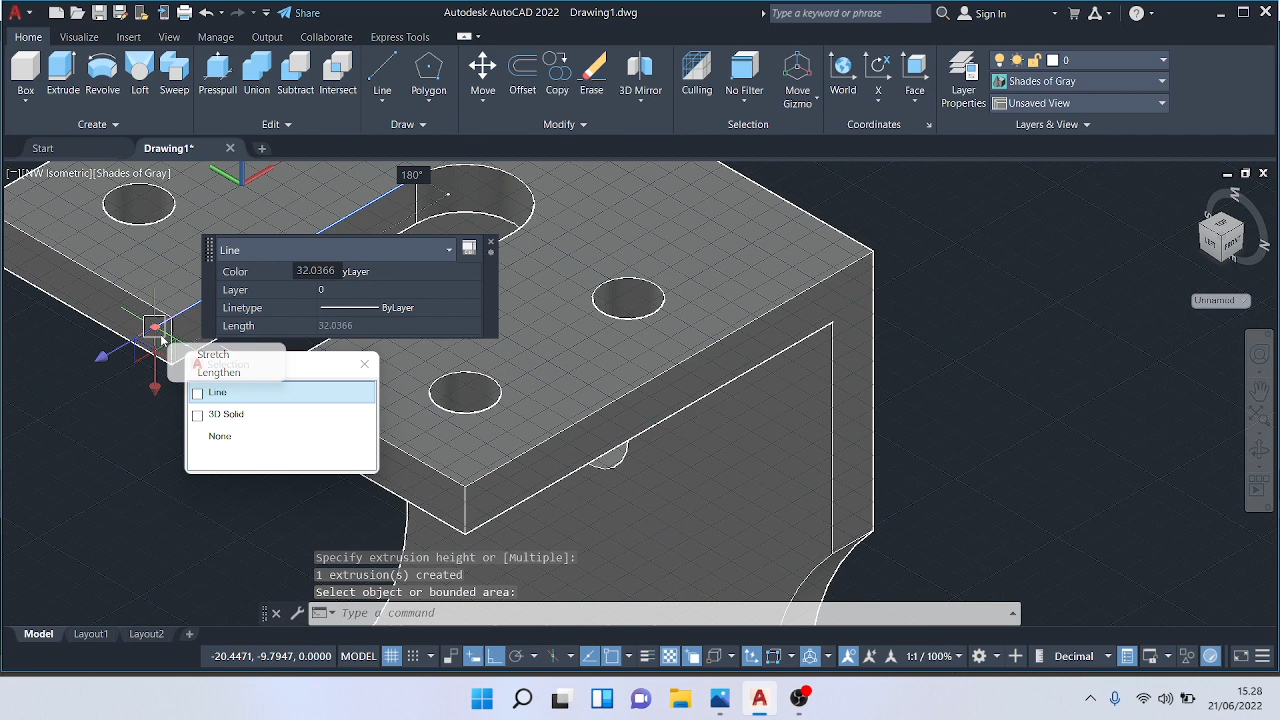 Share
Autodesk AutoCAD 2022 Drawing1.dwg
Type a keyword or phrase
Sign In
Home Visualize Insert View Manage Output Collaborate Express Tools
Box Extrude Revolve Loft Sweep
Presspull Union Subtract Intersect
Line Polygon
Move Offset Copy Erase 3D Mirror
Culling No Filter Move
Gizmo
World X Face
Layer
Properties
0
Shades of Gray
Unsaved View
Create Edit Draw Modify Selection Coordinates Layers & View
Start Drawing1*
[−][NW Isometric][Shades of Gray]
180°
Line
Color 32.0366 yLayer
Layer 0
Linetype ByLayer
Length 32.0366
Stretch
Selection
Lengthen
Line
3D Solid
None
LEFT FRONT
W
N
Unnamed
Specify extrusion height or [Multiple]:
1 extrusion(s) created
Select object or bounded area:
Type a command
Model Layout1 Layout2
-20.4471, -9.7947, 0.0000 MODEL 1:1 / 100% Decimal
15.28
21/06/2022